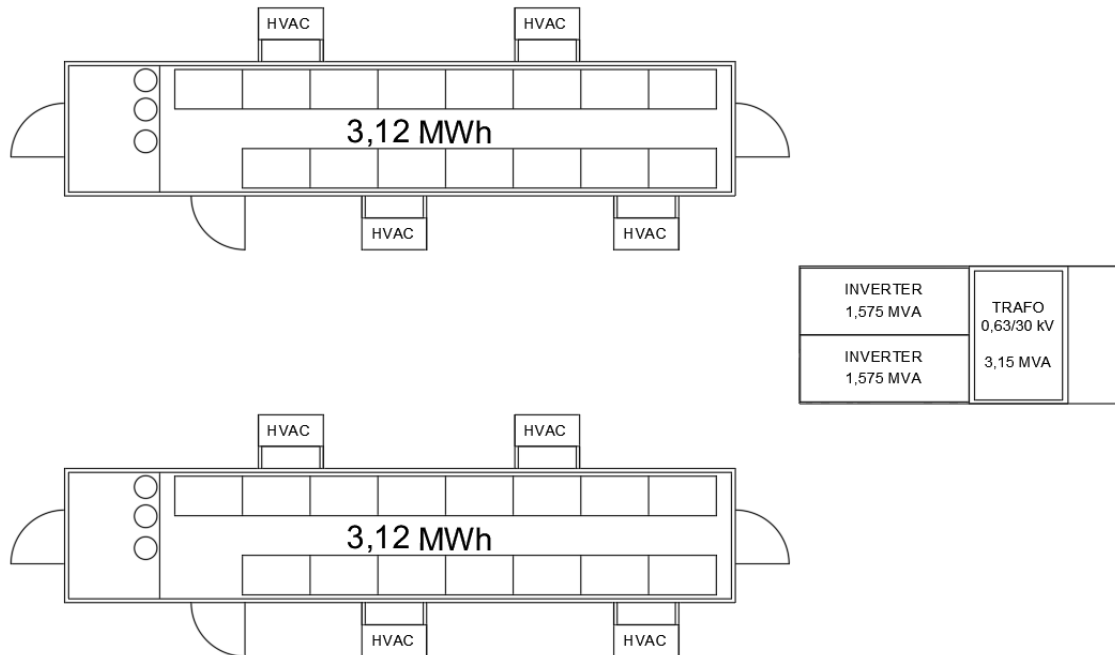 HVAC
HVAC
3,12 MWh
HVAC
HVAC
INVERTER
1,575 MVA
INVERTER
1,575 MVA
TRAFO
0,63/30 kV
3,15 MVA
HVAC
HVAC
3,12 MWh
HVAC
HVAC